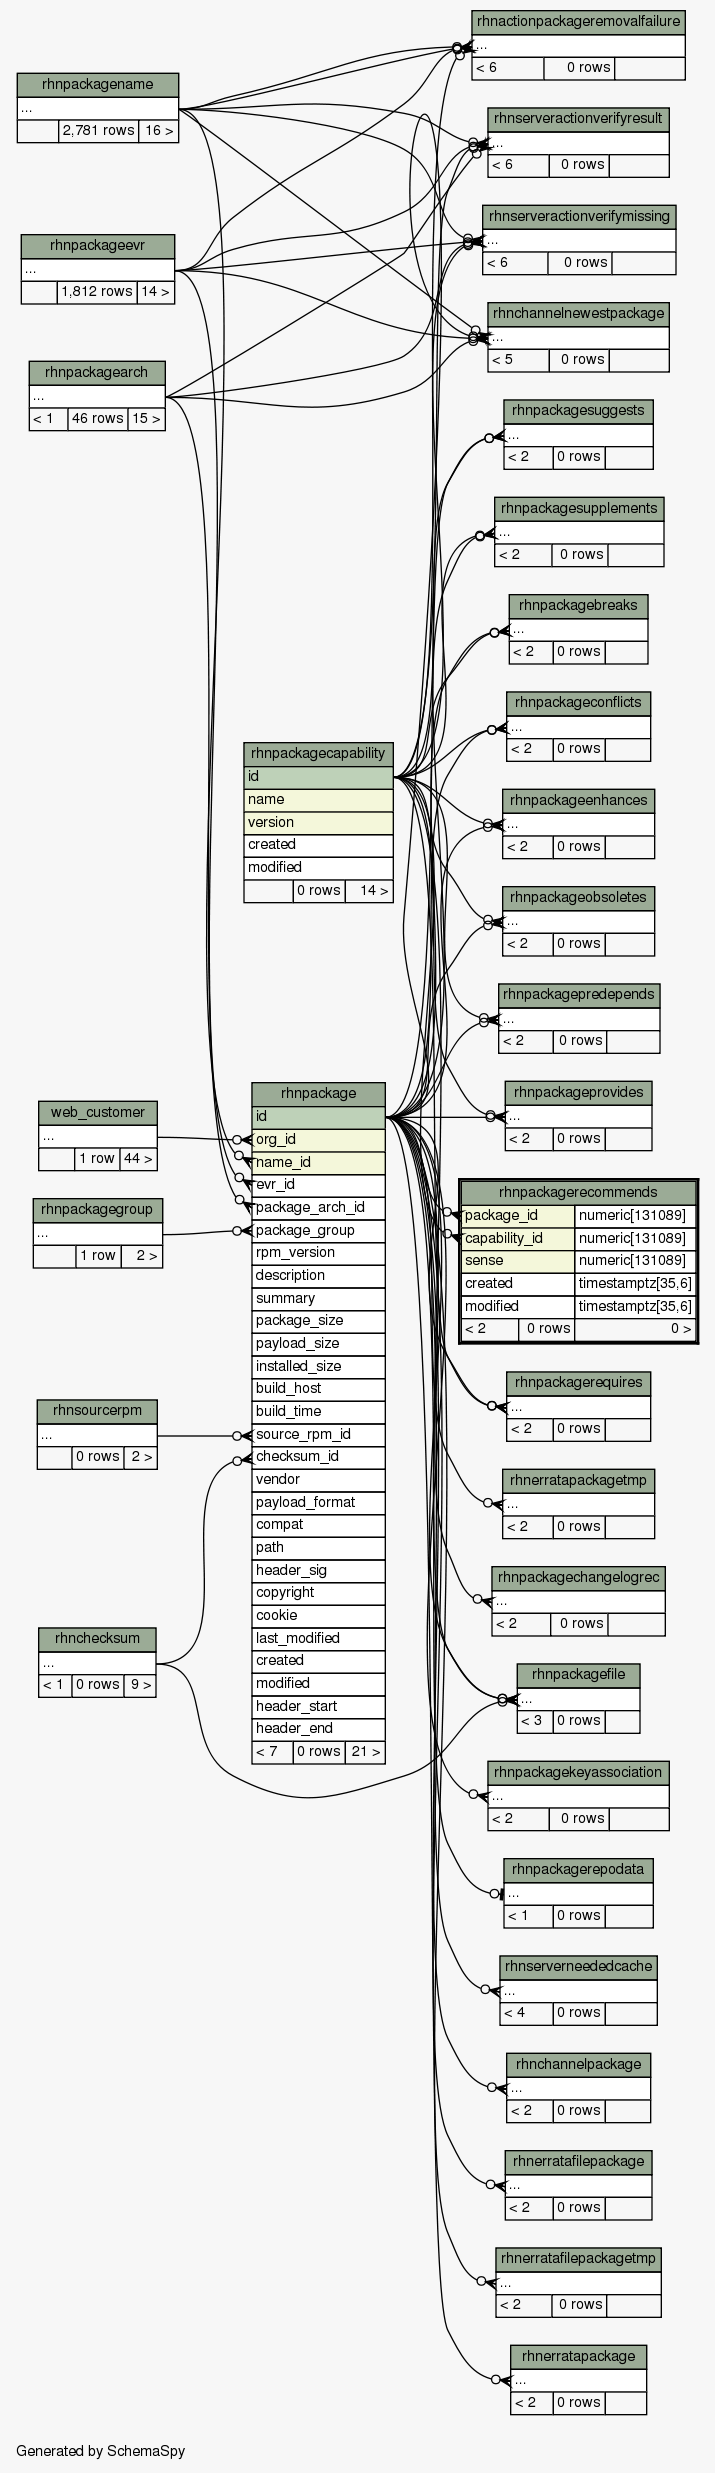 rhnactionpackageremovalfailure
...
< 6 0 rows
rhnpackagename
...
2,781 rows 16 >
rhnserveractionverifyresult
...
< 6 0 rows
rhnserveractionverifymissing
...
< 6 0 rows
rhnpackageevr
...
1,812 rows 14 >
rhnchannelnewestpackage
...
< 5 0 rows
rhnpackagearch
...
< 1 46 rows 15 >
rhnpackagesuggests
...
< 2 0 rows
rhnpackagesupplements
...
< 2 0 rows
rhnpackagebreaks
...
< 2 0 rows
rhnpackageconflicts
...
< 2 0 rows
rhnpackagecapability
id
name
version
created
modified
0 rows 14 >
rhnpackageenhances
...
< 2 0 rows
rhnpackageobsoletes
...
< 2 0 rows
rhnpackagepredepends
...
< 2 0 rows
rhnpackageprovides
...
< 2 0 rows
rhnpackage
id
org_id
name_id
evr_id
package_arch_id
package_group
rpm_version
description
summary
package_size
payload_size
installed_size
build_host
build_time
source_rpm_id
checksum_id
vendor
payload_format
compat
path
header_sig
copyright
cookie
last_modified
created
modified
header_start
header_end
< 7 0 rows 21 >
web_customer
...
1 row 44 >
rhnpackagegroup
...
1 row 2 >
rhnsourcerpm
...
0 rows 2 >
rhnchecksum
...
< 1 0 rows 9 >
rhnpackagerecommends
package_id numeric[131089]
capability_id numeric[131089]
sense numeric[131089]
created timestamptz[35,6]
modified timestamptz[35,6]
< 2 0 rows 0 >
rhnpackagerequires
...
< 2 0 rows
rhnerratapackagetmp
...
< 2 0 rows
rhnpackagechangelogrec
...
< 2 0 rows
rhnpackagefile
...
< 3 0 rows
rhnpackagekeyassociation
...
< 2 0 rows
rhnpackagerepodata
...
< 1 0 rows
rhnserverneededcache
...
< 4 0 rows
rhnchannelpackage
...
< 2 0 rows
rhnerratafilepackage
...
< 2 0 rows
rhnerratafilepackagetmp
...
< 2 0 rows
rhnerratapackage
...
< 2 0 rows
Generated by SchemaSpy